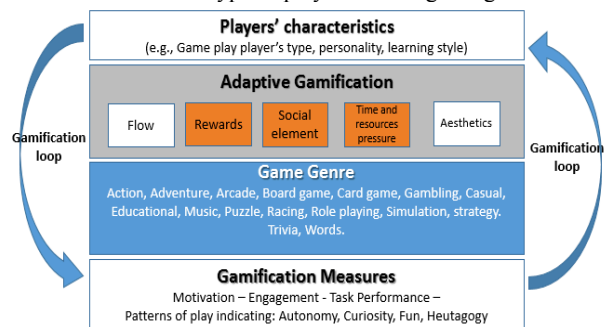 Players' characteristics
(e.g., Game play player's type, personality, learning style)
Adaptive Gamification
Flow
Rewards
Social
element
Time and
resources
pressure
Aesthetics
Gamification
loop
Gamification
loop
Game Genre
Action, Adventure, Arcade, Board game, Card game, Gambling, Casual,
Educational, Music, Puzzle, Racing, Role playing, Simulation, strategy.
Trivia, Words.
Gamification Measures
Motivation – Engagement - Task Performance –
Patterns of play indicating: Autonomy, Curiosity, Fun, Heutagogy